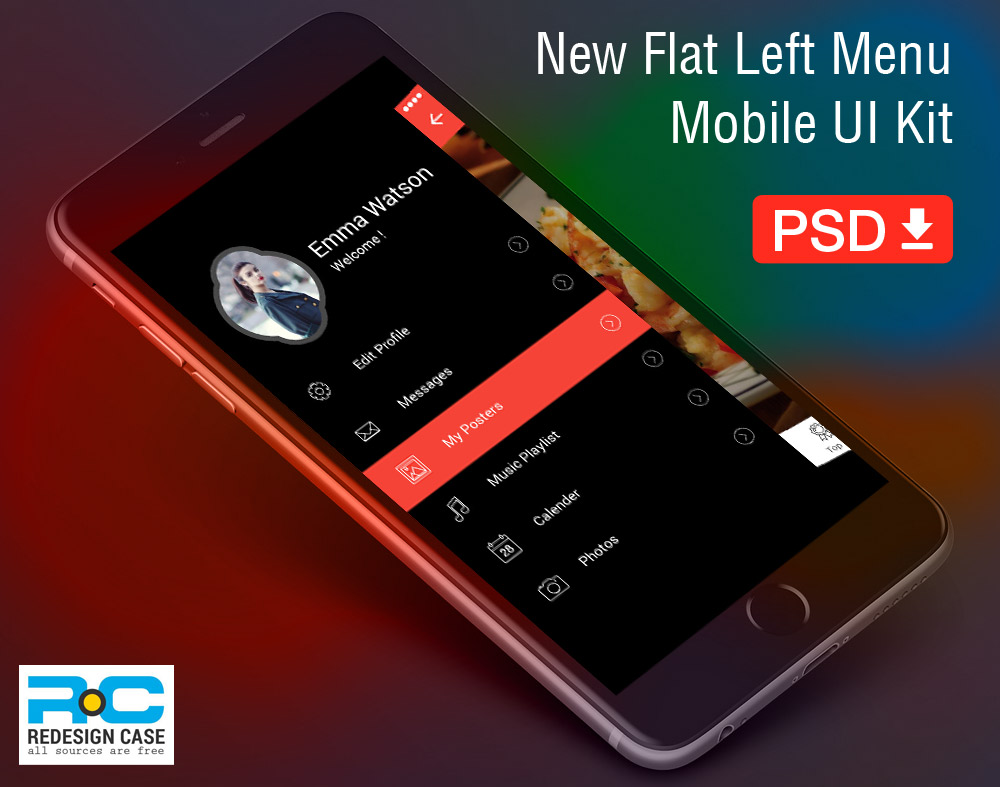 New Flat Left Menu
Mobile UI Kit
PSD
Emma Watson
Welcome !
Edit Profile
Messages
My Posters
Music Playlist
Calender
28
Photos
Top
RC
REDESIGN CASE
all sources are free